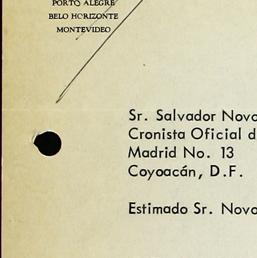 PORTO ALEGRE
BELO HORIZONTE
MONTEVIDEO
Sr. Salvador Novo
Cronista Oficial d
Madrid No. 13
Coyoacán, D.F.
Estimado Sr. Novo